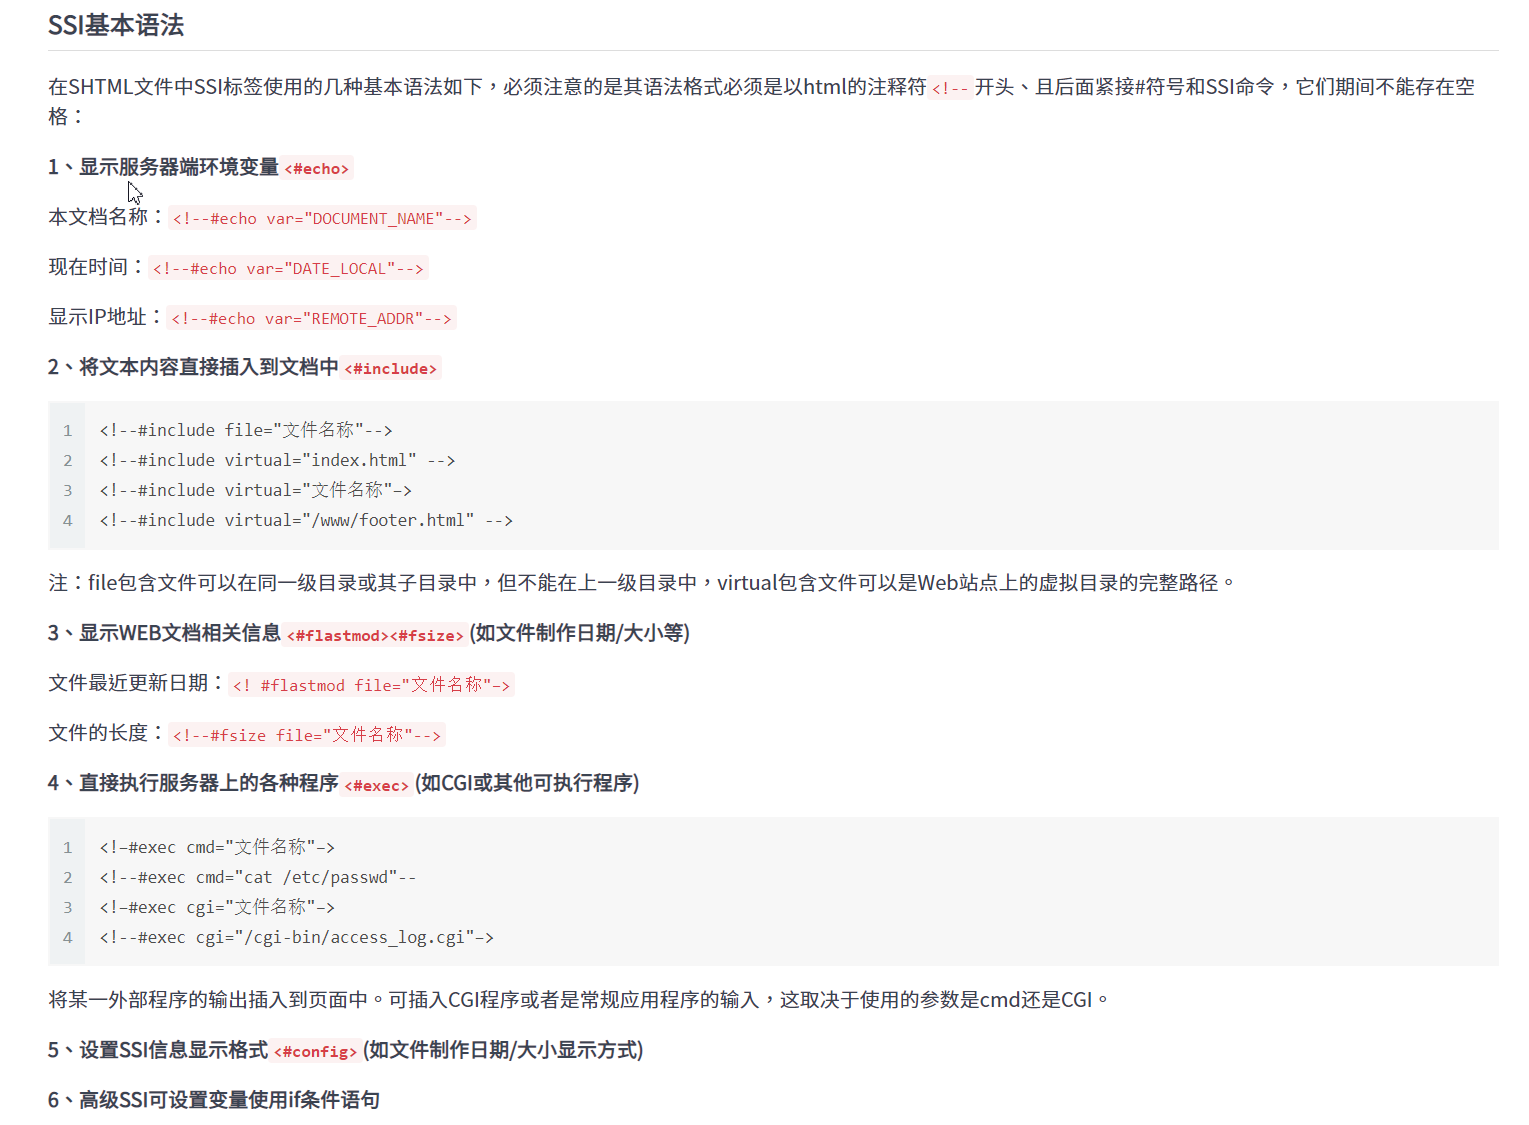 SSI基本语法
在SHTML文件中SSI标签使用的几种基本语法如下，必须注意的是其语法格式必须是以html的注释符<!--开头、且后面紧接#符号和SSI命令，它们期间不能存在空
格：
1、显示服务器端环境变量<#echo>
本文档名称：<!--#echo var="DOCUMENT_NAME"-->
现在时间：<!--#echo var="DATE_LOCAL"-->
显示IP地址：<!--#echo var="REMOTE_ADDR"-->
2、将文本内容直接插入到文档中<#include>
1 <!--#include file="文件名称"-->
2 <!--#include virtual="index.html" -->
3 <!--#include virtual="文件名称"–>
4 <!--#include virtual="/www/footer.html" -->
注：file包含文件可以在同一级目录或其子目录中，但不能在上一级目录中，virtual包含文件可以是Web站点上的虚拟目录的完整路径。
3、显示WEB文档相关信息<#flastmod><#fsize>(如文件制作日期/大小等)
文件最近更新日期：<! #flastmod file="文件名称"–>
文件的长度：<!--#fsize file="文件名称"-->
4、直接执行服务器上的各种程序<#exec>(如CGI或其他可执行程序)
1 <!–#exec cmd="文件名称"–>
2 <!--#exec cmd="cat /etc/passwd"--
3 <!–#exec cgi="文件名称"–>
4 <!--#exec cgi="/cgi-bin/access_log.cgi"–>
将某一外部程序的输出插入到页面中。可插入CGI程序或者是常规应用程序的输入，这取决于使用的参数是cmd还是CGI。
5、设置SSI信息显示格式<#config>(如文件制作日期/大小显示方式)
6、高级SSI可设置变量使用if条件语句